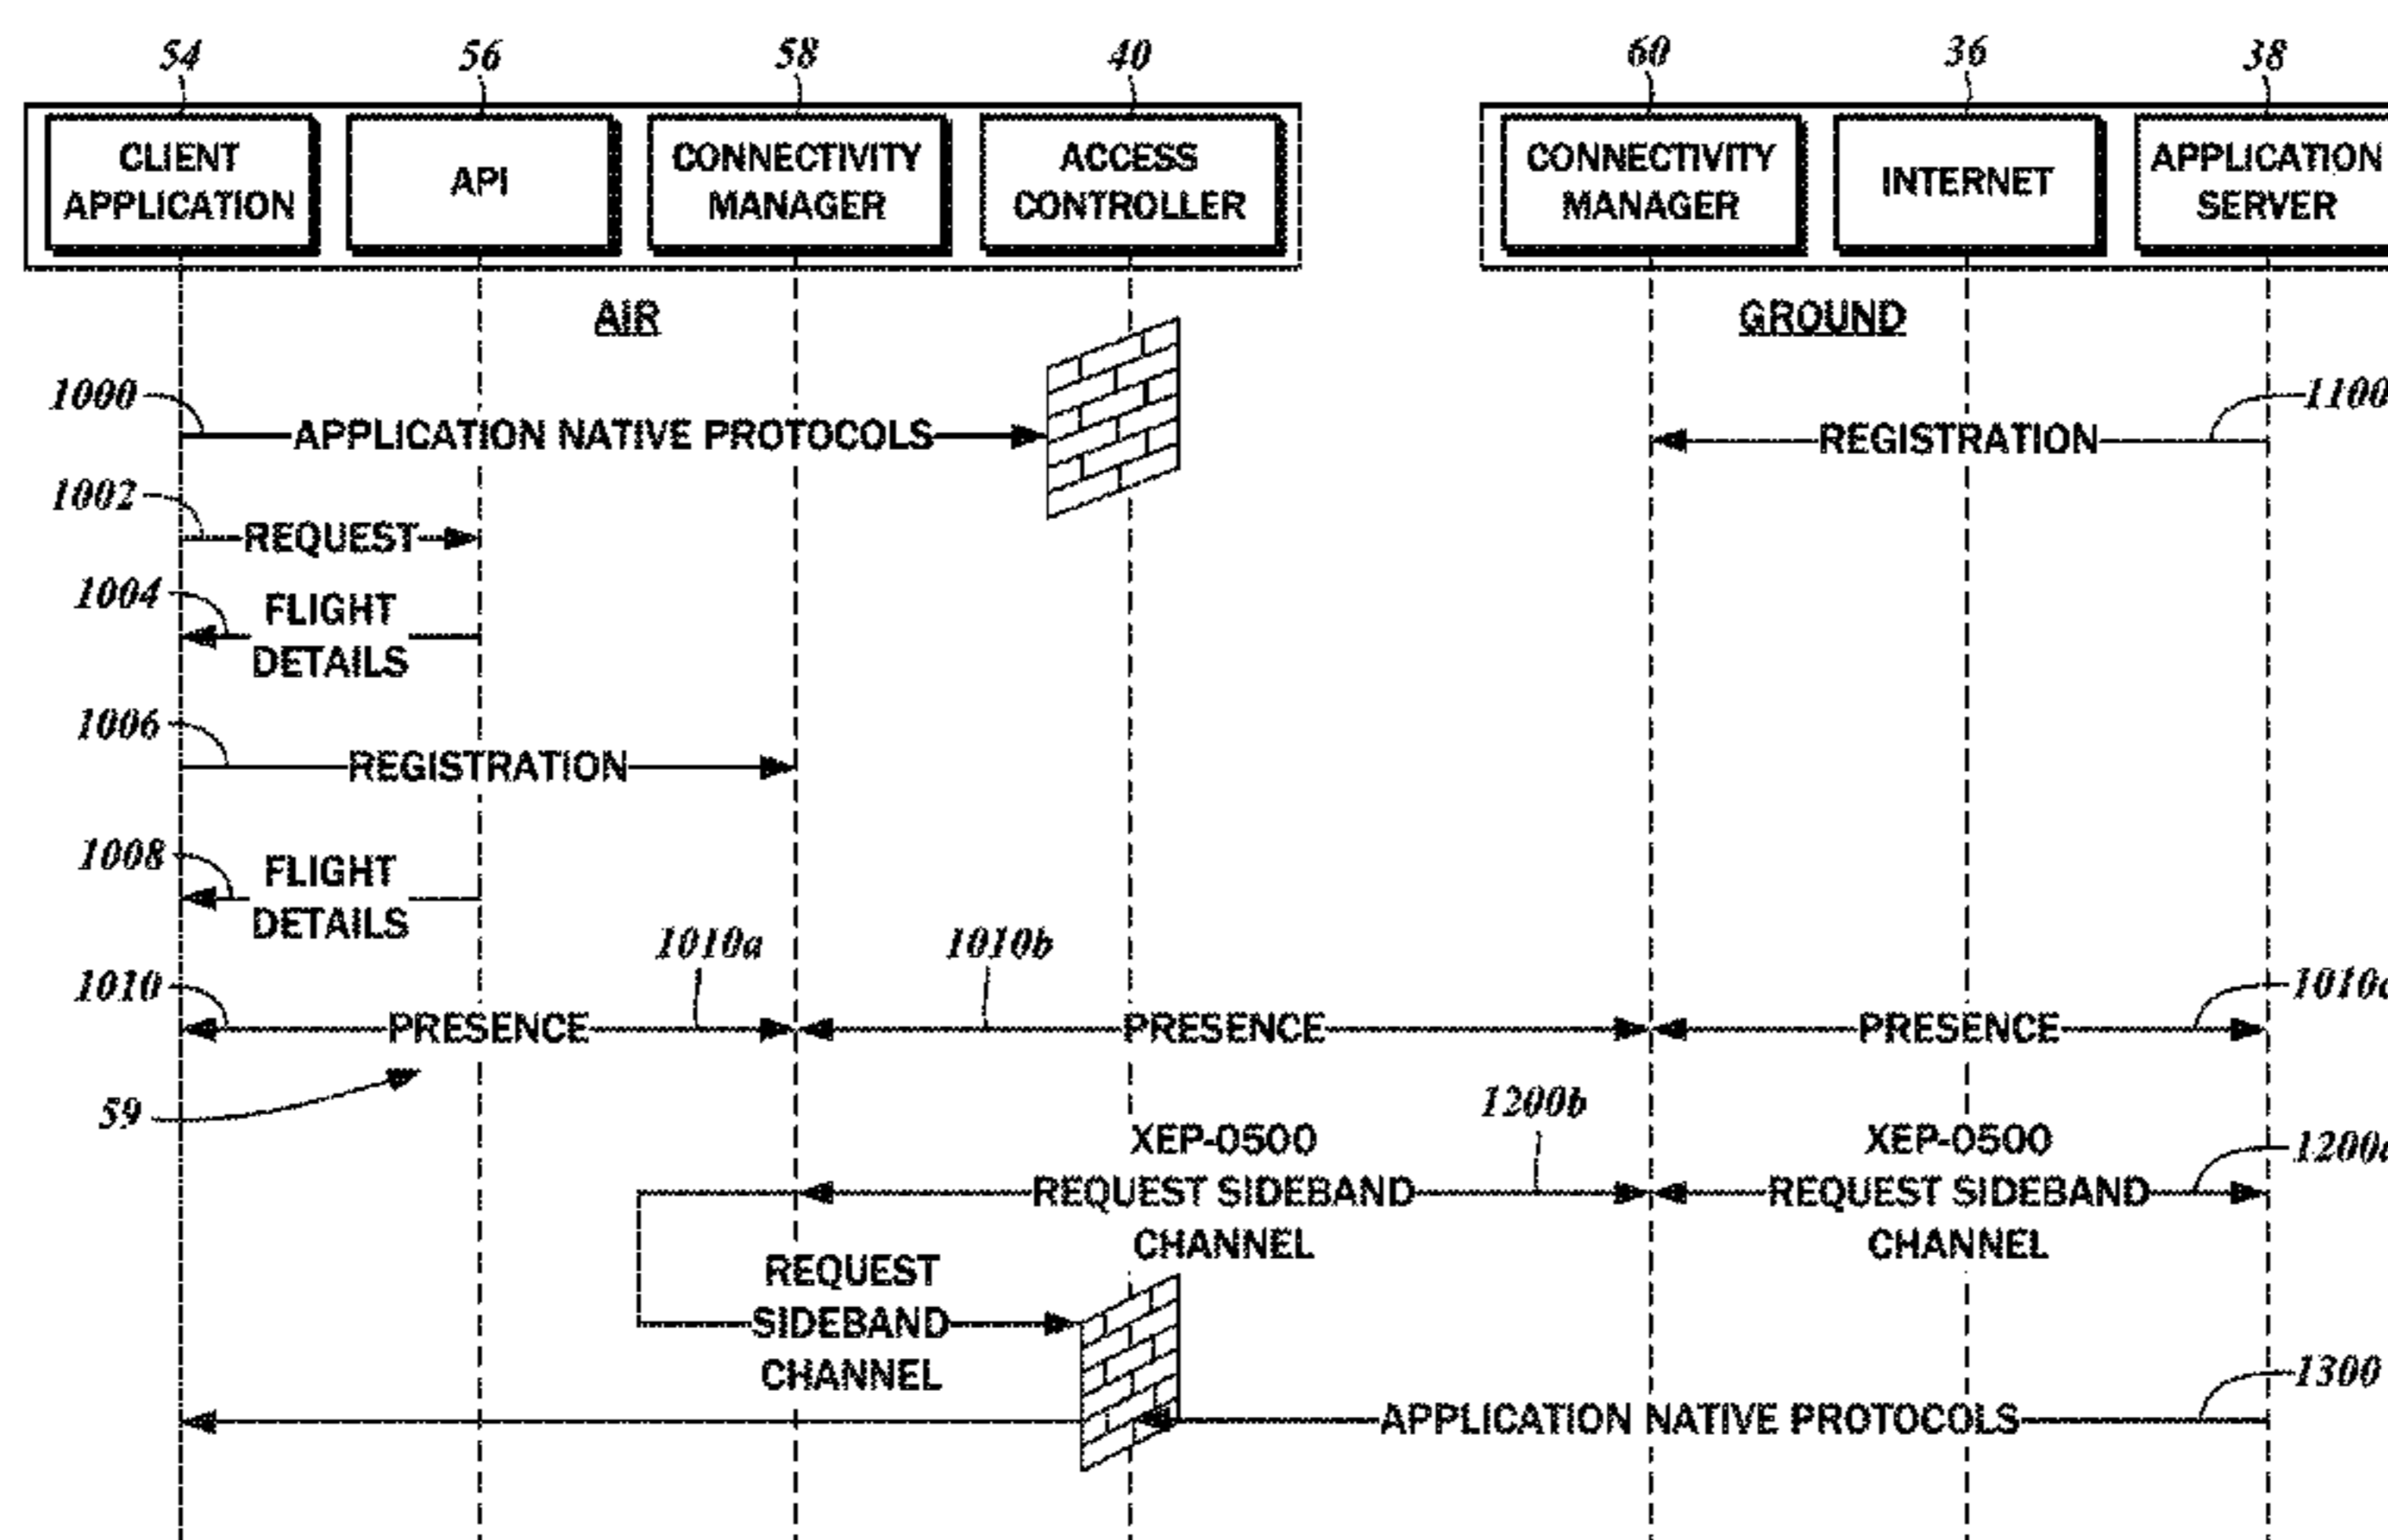 54 56 58 40 60 36 38
CLIENT
APPLICATION
API
CONNECTIVITY
MANAGER
ACCESS
CONTROLLER
CONNECTIVITY
MANAGER
INTERNET
APPLICATION
SERVER
AIR
GROUND
1000
APPLICATION NATIVE PROTOCOLS
1100
REGISTRATION
1002
REQUEST
1004
FLIGHT
DETAILS
1006
REGISTRATION
1008
FLIGHT
DETAILS
1010
PRESENCE
1010a
1010b
PRESENCE
1010c
PRESENCE
59
1200b
XEP-0500
REQUEST SIDEBAND
CHANNEL
XEP-0500
REQUEST SIDEBAND
CHANNEL
1200a
REQUEST
SIDEBAND
CHANNEL
1300
APPLICATION NATIVE PROTOCOLS